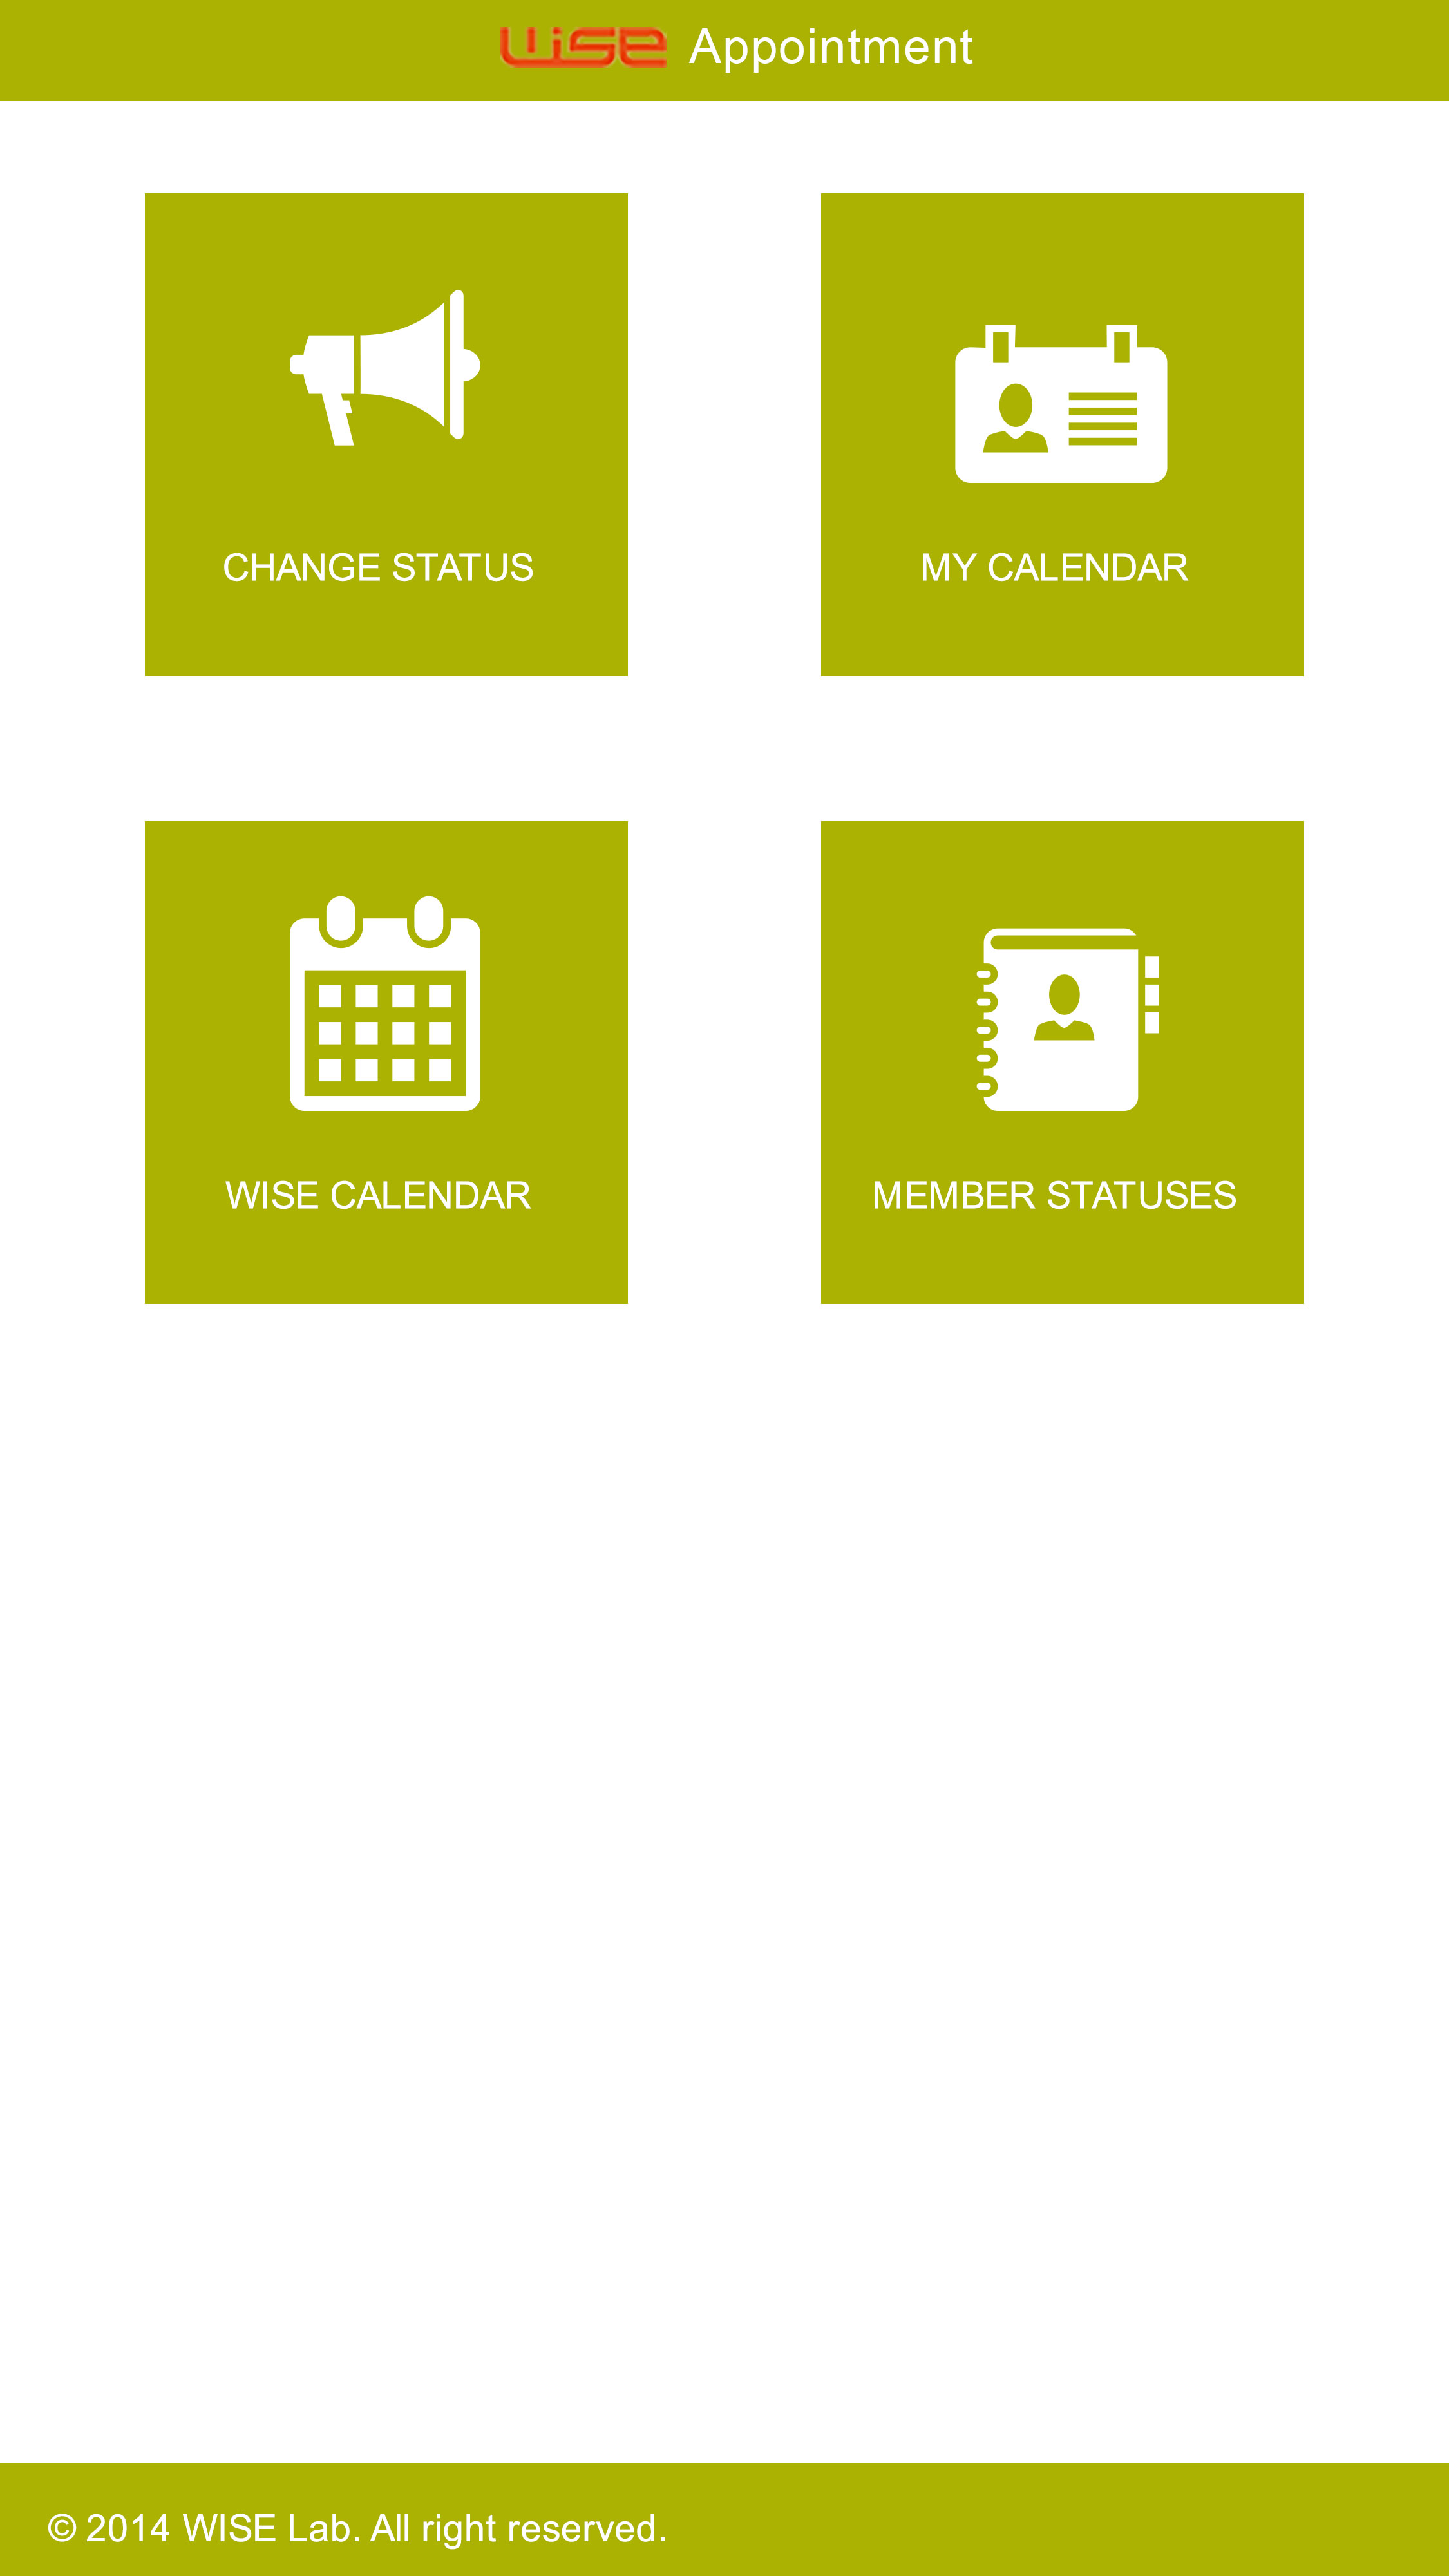 wise Appointment
CHANGE STATUS
MY CALENDAR
WISE CALENDAR
MEMBER STATUSES
© 2014 WISE Lab. All right reserved.